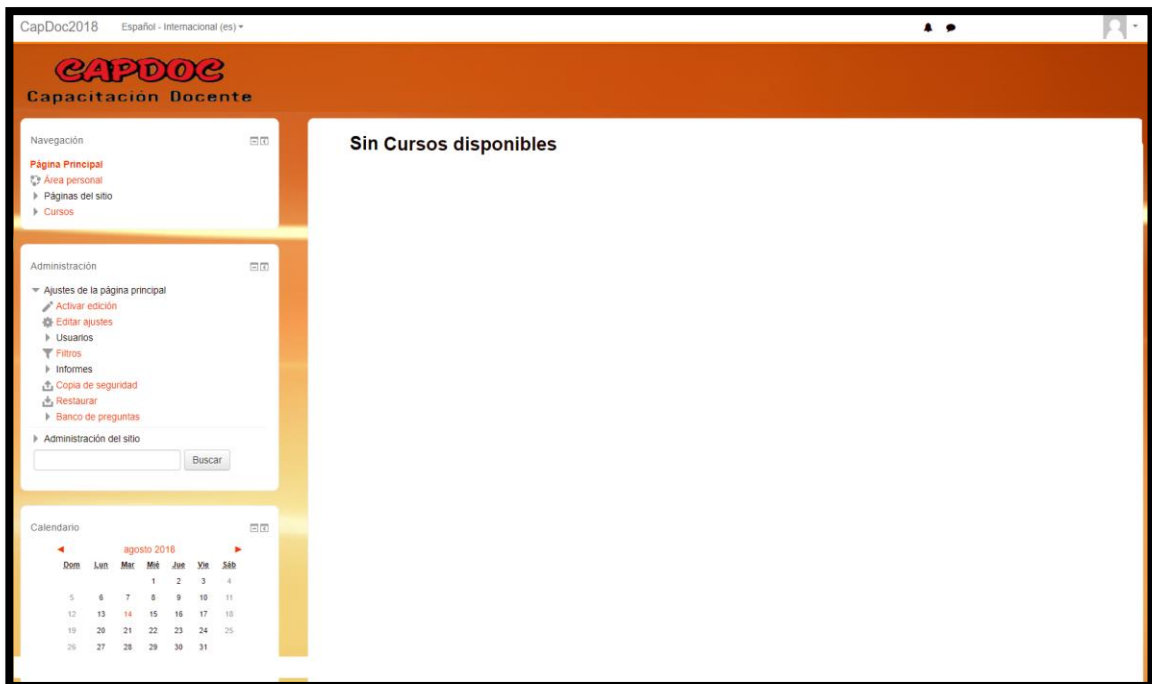 CapDoc2018 Español - Internacional (es)
CAPDOC
Capacitación Docente
Navegación
Página Principal
Área personal
Páginas del sitio
Cursos
Administración
Ajustes de la página principal
Activar edición
Editar ajustes
Usuarios
Filtros
Informes
Copia de seguridad
Restaurar
Banco de preguntas
Administración del sitio
Buscar
Calendario
agosto 2018
Dom Lun Mar Mié Jue Vie Sáb
1 2 3 4
5 6 7 8 9 10 11
12 13 14 15 16 17 18
19 20 21 22 23 24 25
26 27 28 29 30 31
Sin Cursos disponibles